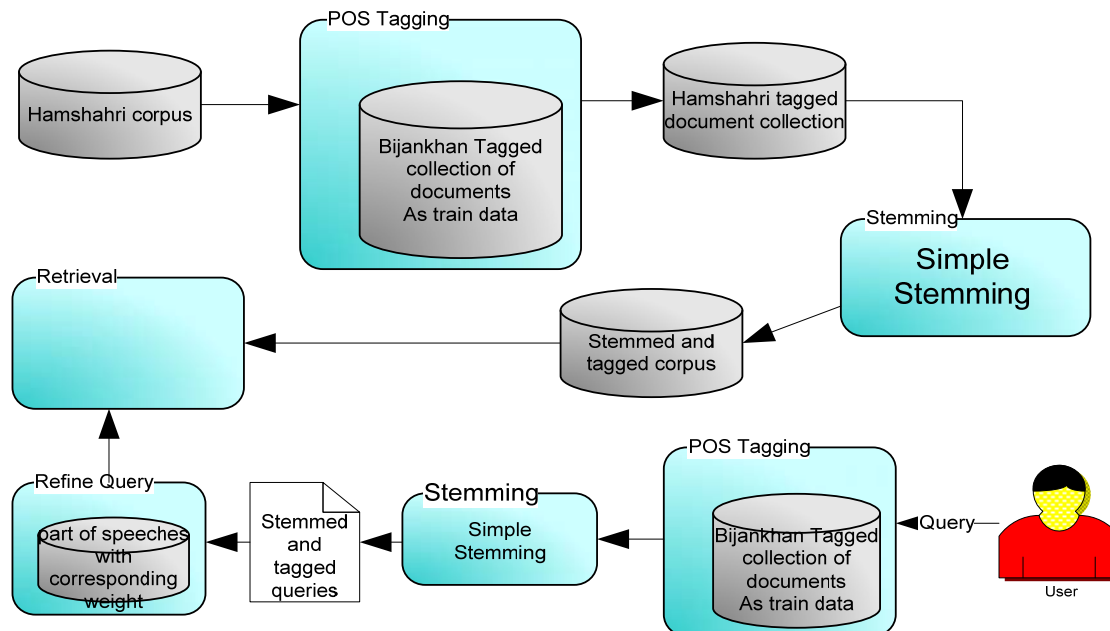 POS Tagging
Hamshahri corpus
Bijankhan Tagged
collection of
documents
As train data
Hamshahri tagged
document collection
Stemming
Simple
Stemming
Retrieval
Stemmed and
tagged corpus
POS Tagging
Bijankhan Tagged
collection of
documents
As train data
Query
User
Stemming
Simple
Stemming
Stemmed
and
tagged
queries
Refine Query
part of speeches
with
corresponding
weight